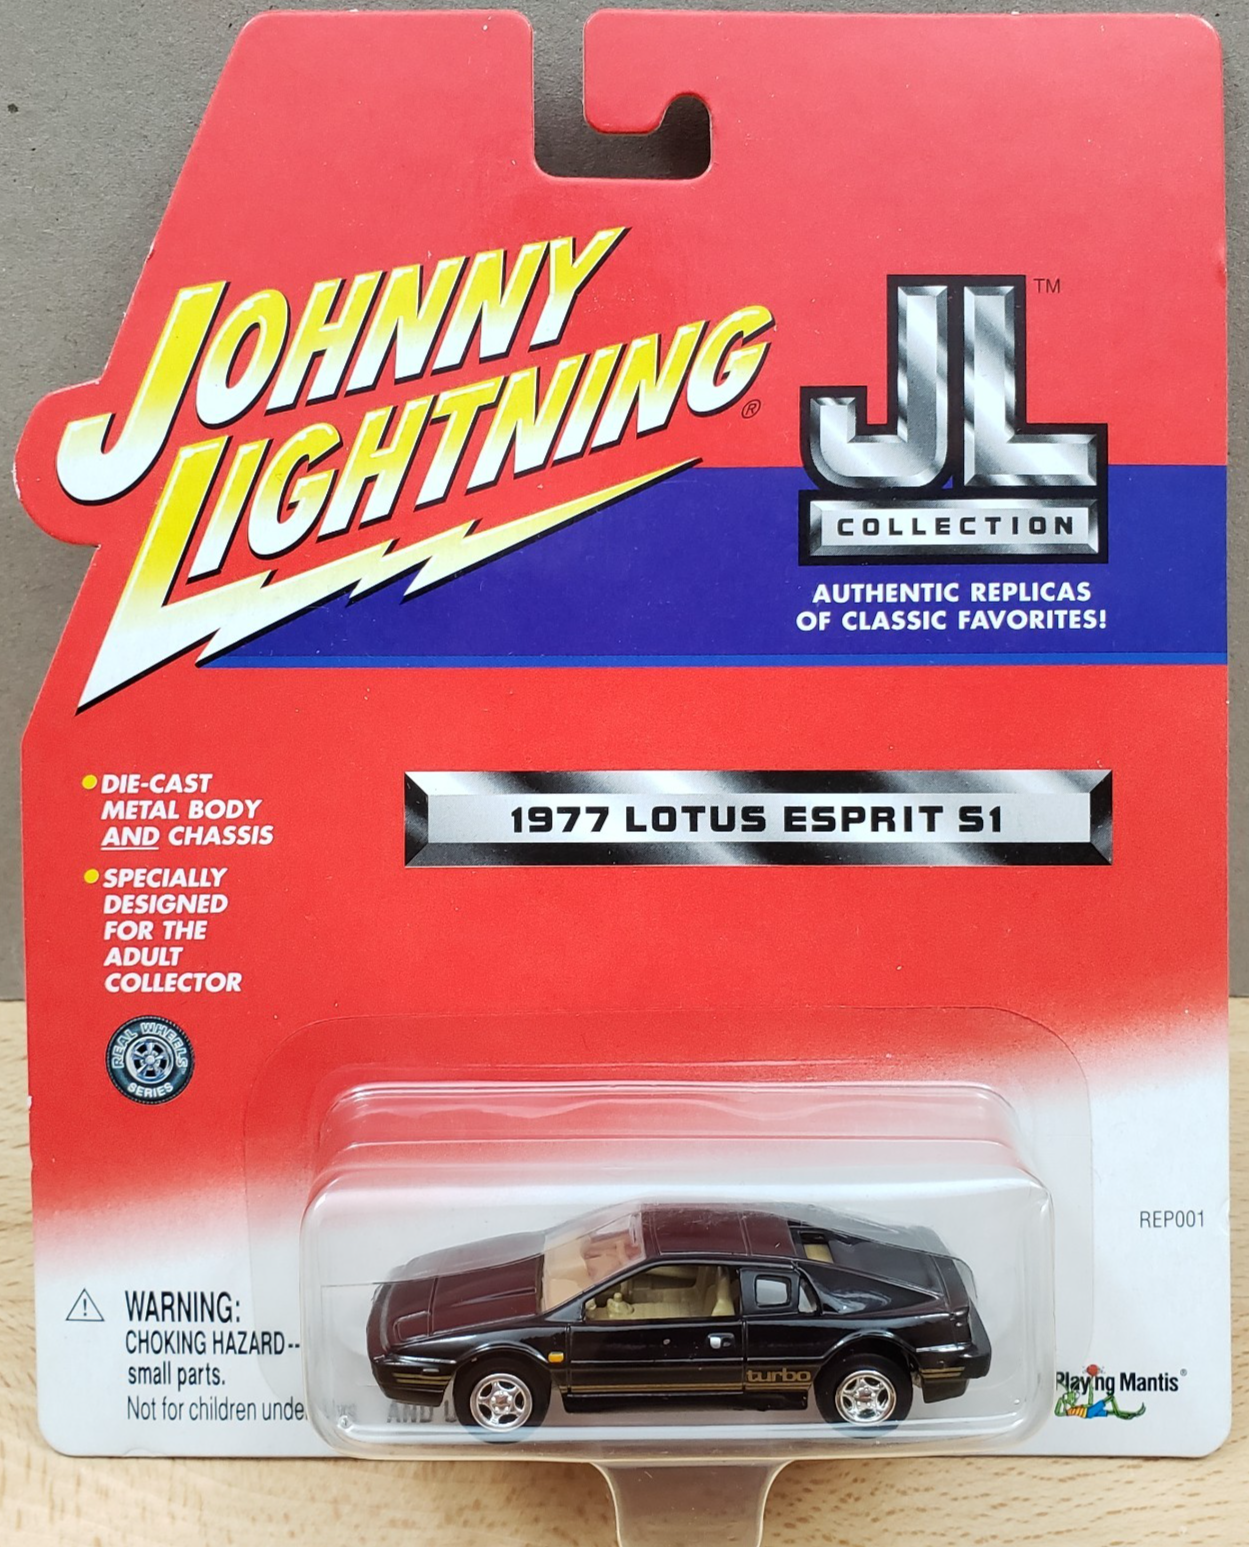 JOHNNY
LIGHTNING®
JL™
COLLECTION
AUTHENTIC REPLICAS
OF CLASSIC FAVORITES!
DIE-CAST
METAL BODY
AND CHASSIS
SPECIALLY
DESIGNED
FOR THE
ADULT
COLLECTOR
1977 LOTUS ESPRIT S1
REAL WHEELS
SERIES
REP001
WARNING:
CHOKING HAZARD--
small parts.
Not for children unde
AND U
turbo
Playing Mantis®